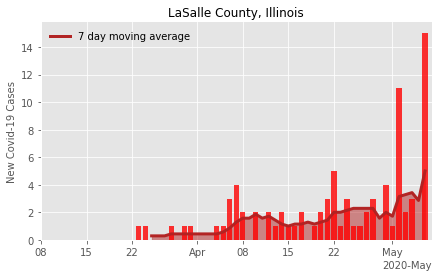 LaSalle County, Illinois
7 day moving average
New Covid-19 Cases
14
12
10
8
6
4
2
0
08 15 22 Apr 08 15 22 May
2020-May